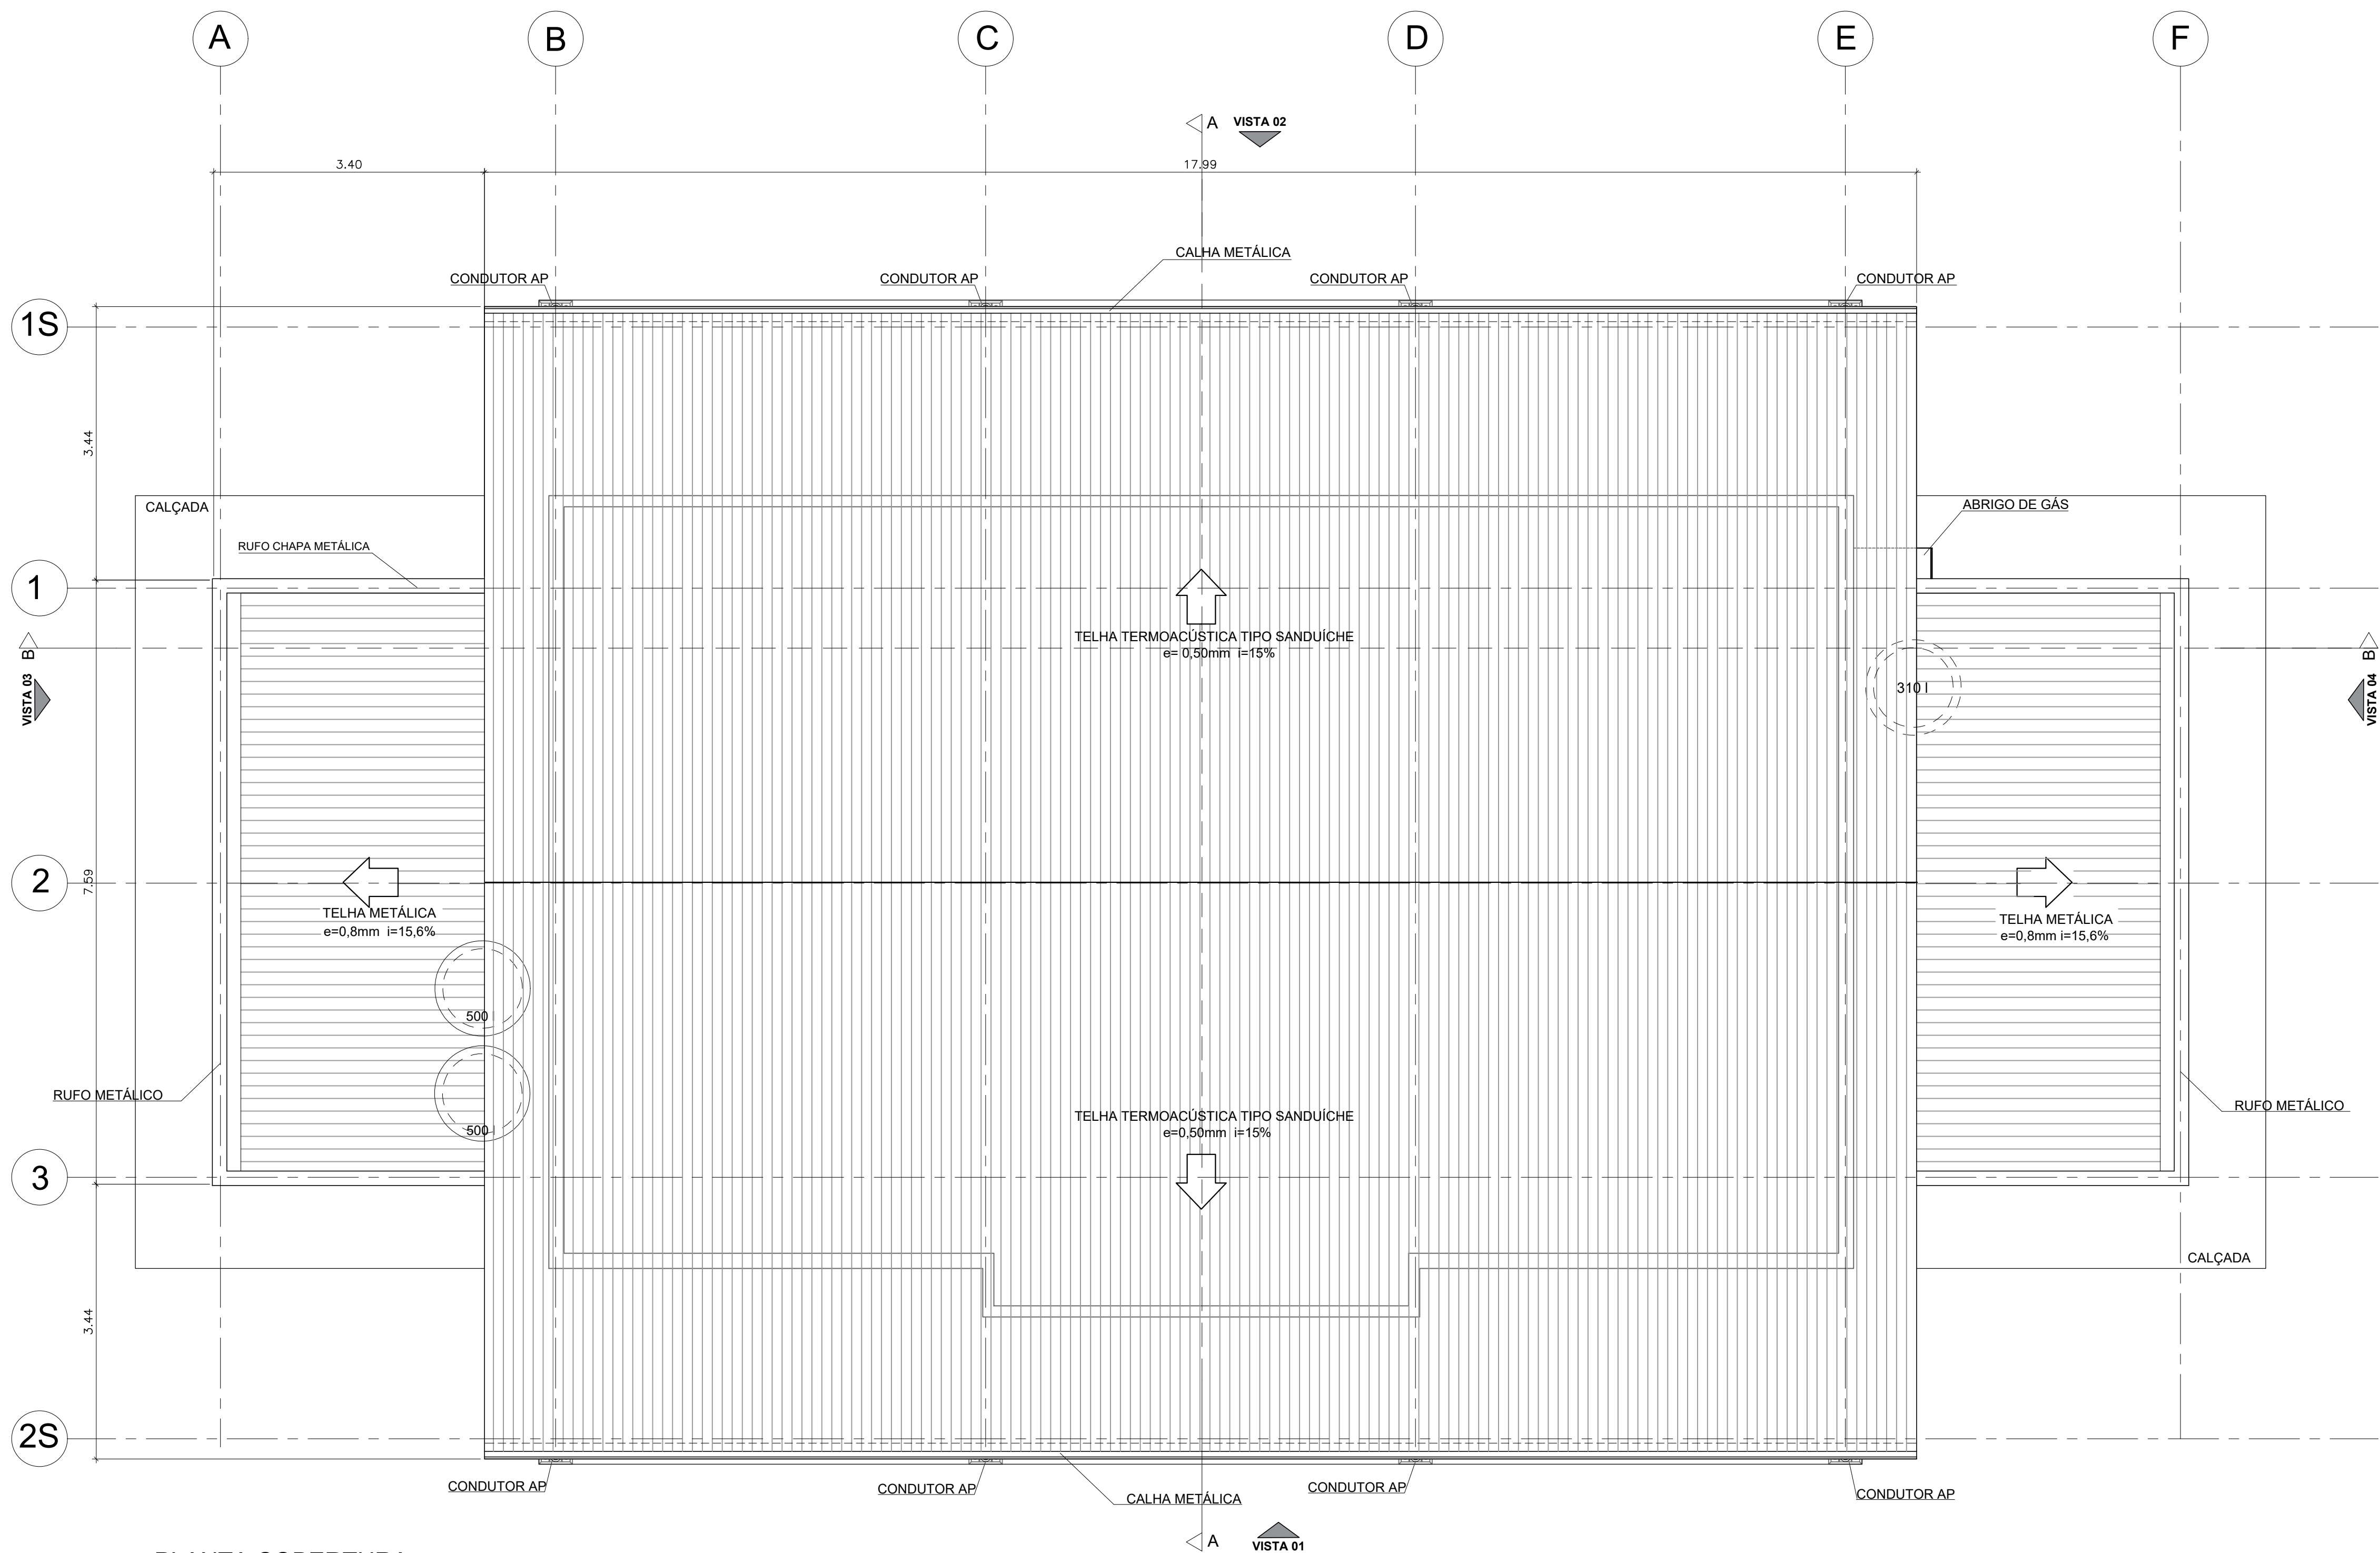 A
B
C
D
E
F
A
VISTA 02
3.40
17.99
CALHA METÁLICA
CONDUTOR AP
CONDUTOR AP
CONDUTOR AP
CONDUTOR AP
1S
3.44
CALÇADA
ABRIGO DE GÁS
RUFO CHAPA METÁLICA
1
TELHA TERMOACÚSTICA TIPO SANDUÍCHE
e= 0,50mm i=15%
B
B
VISTA 03
310 l
VISTA 04
2
7.59
TELHA METÁLICA
e=0,8mm i=15,6%
TELHA METÁLICA
e=0,8mm i=15,6%
500 l
RUFO METÁLICO
RUFO METÁLICO
TELHA TERMOACÚSTICA TIPO SANDUÍCHE
e=0,50mm i=15%
500 l
3
CALÇADA
3.44
2S
CONDUTOR AP
CONDUTOR AP
CONDUTOR AP
CONDUTOR AP
CALHA METÁLICA
A
VISTA 01